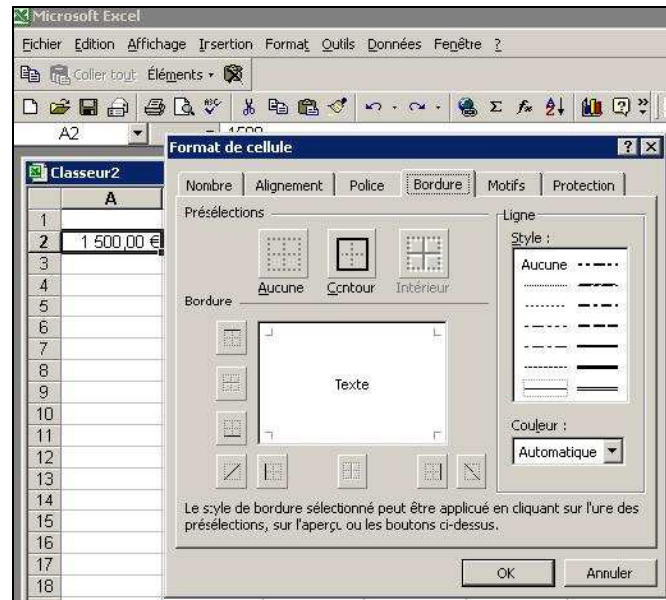 Microsoft Excel
Fichier Edition Affichage Insertion Format Outils Données Fenêtre ?
Coller tout Éléments
A2 = 1500
Format de cellule
Classeur2
Nombre Alignement Police Bordure Motifs Protection
A
Présélections
Ligne
Style :
Aucune
1
2 1 500,00 €
3
4
5
6
7
8
9
10
11
12
13
14
15
16
17
18
Aucune Contour Intérieur
Bordure
Texte
Couleur :
Automatique
Le style de bordure sélectionné peut être appliqué en cliquant sur l'une des
présélections, sur l'aperçu ou les boutons ci-dessus.
OK Annuler